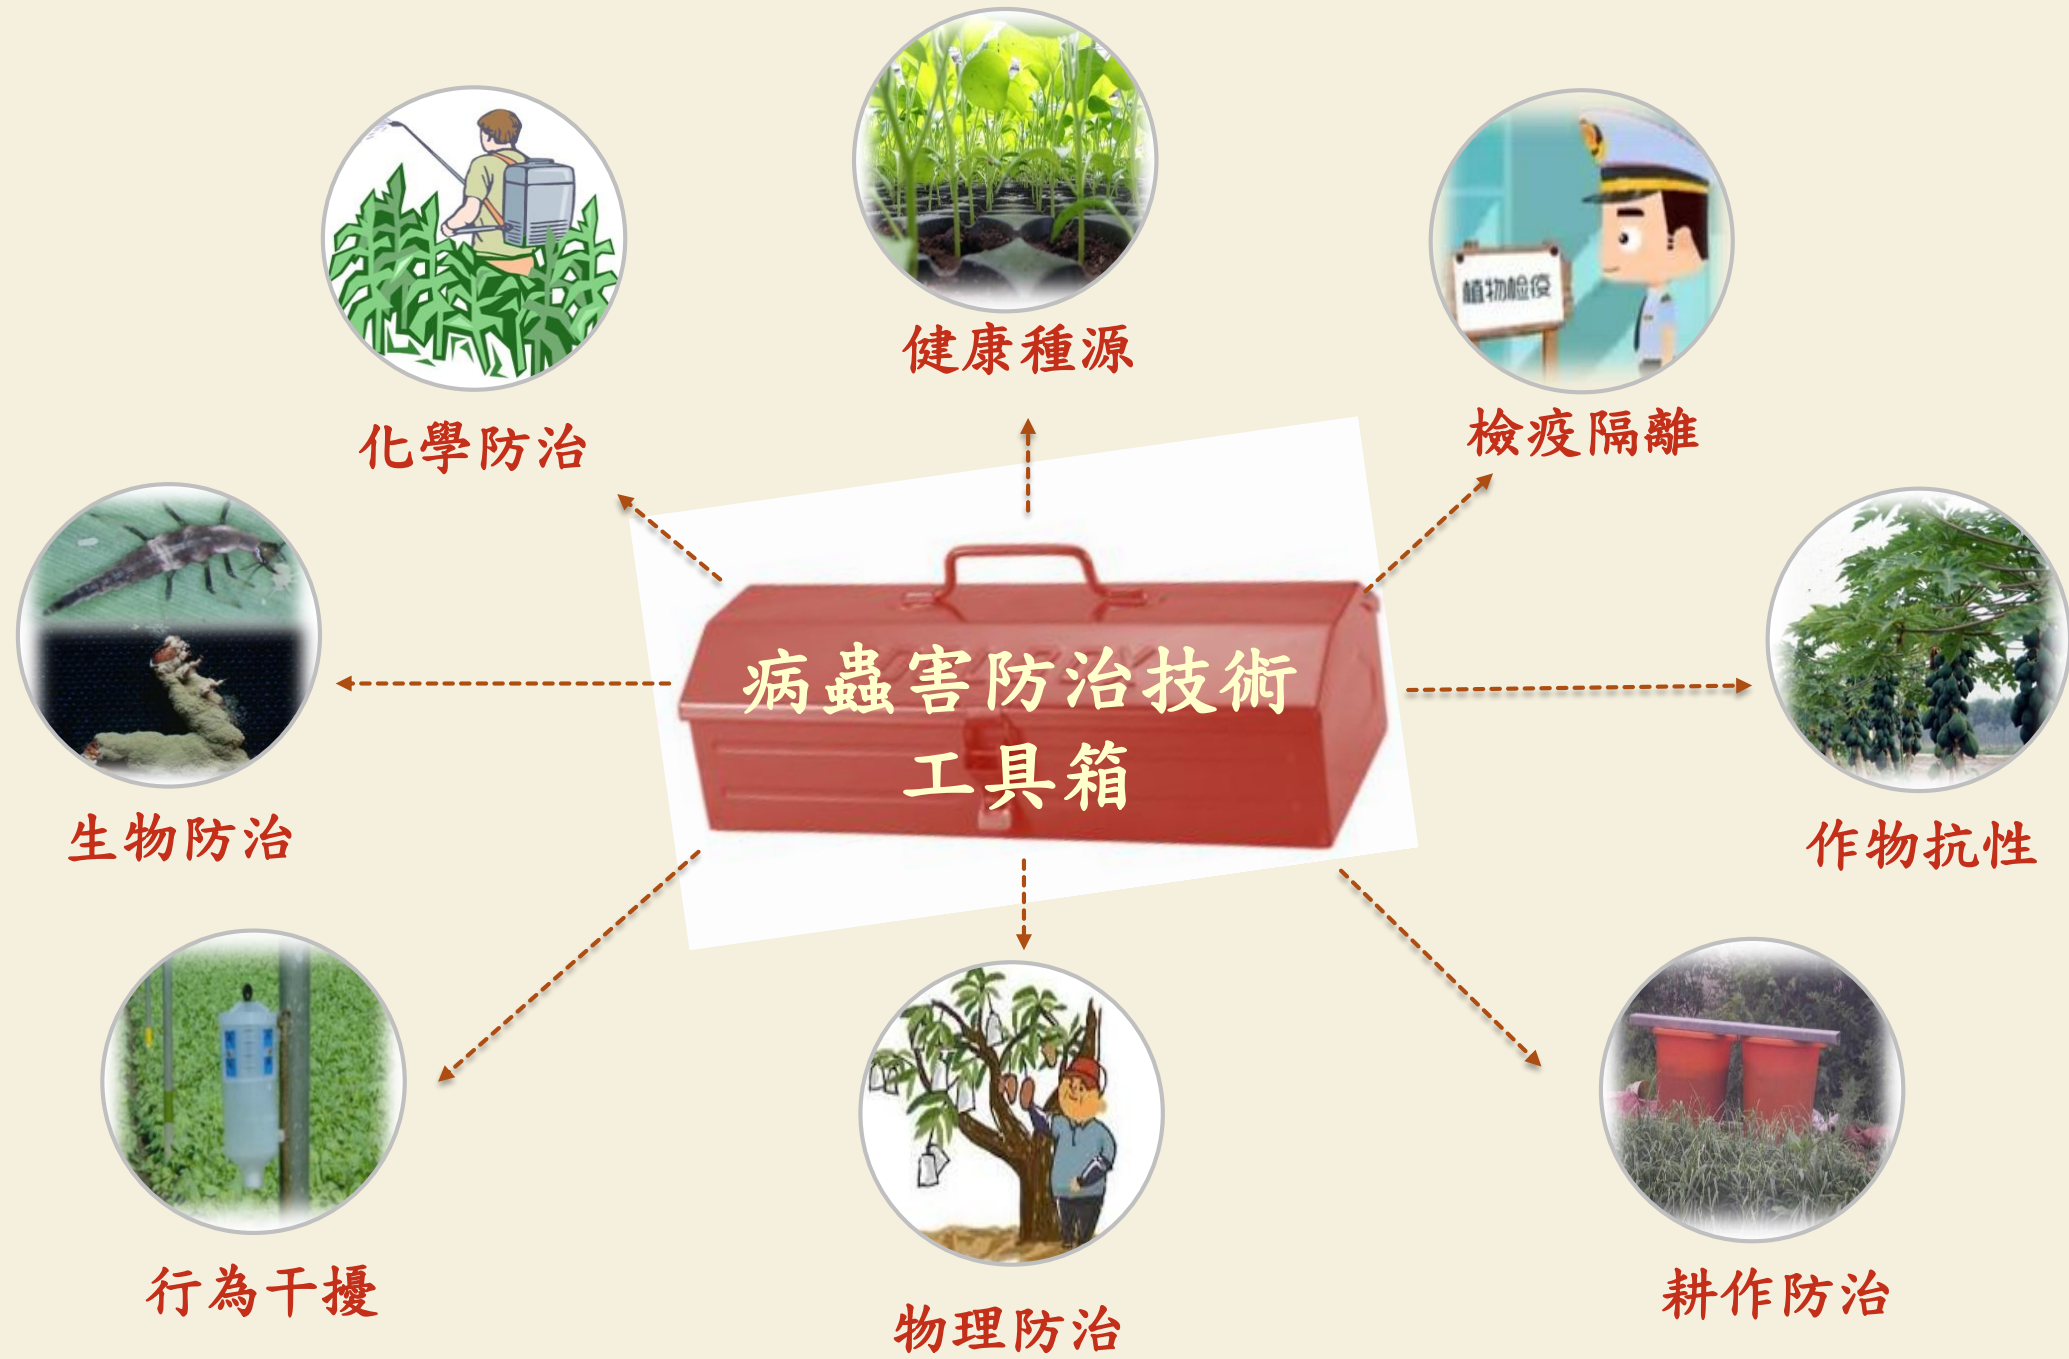 健康種源
化學防治
檢疫隔離
植物检疫
病蟲害防治技術
工具箱
生物防治
作物抗性
行為干擾
物理防治
耕作防治